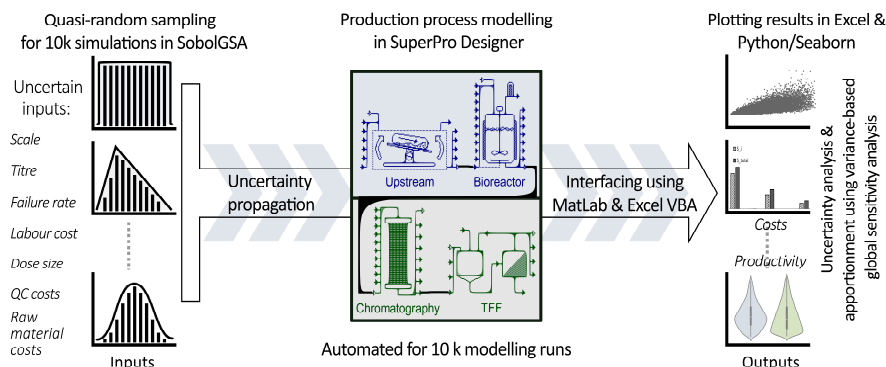 Quasi-random sampling
for 10k simulations in SobolGSA
Uncertain
inputs:
Scale
Titre
Failure rate
Labour cost
Dose size
QC costs
Raw
material
costs
Inputs
Uncertainty
propagation
Production process modelling
in SuperPro Designer
Upstream
Bioreactor
Chromatography
TFF
Automated for 10 k modelling runs
Interfacing using
MatLab & Excel VBA
Plotting results in Excel &
Python/Seaborn
S_i
S_total
Costs
Productivity
Outputs
Uncertainty analysis &
apportionment using variance-based
global sensitivity analysis